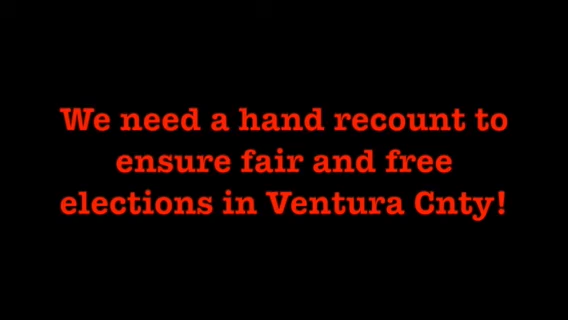 We need a hand recount to
ensure fair and free
elections in Ventura Cnty!